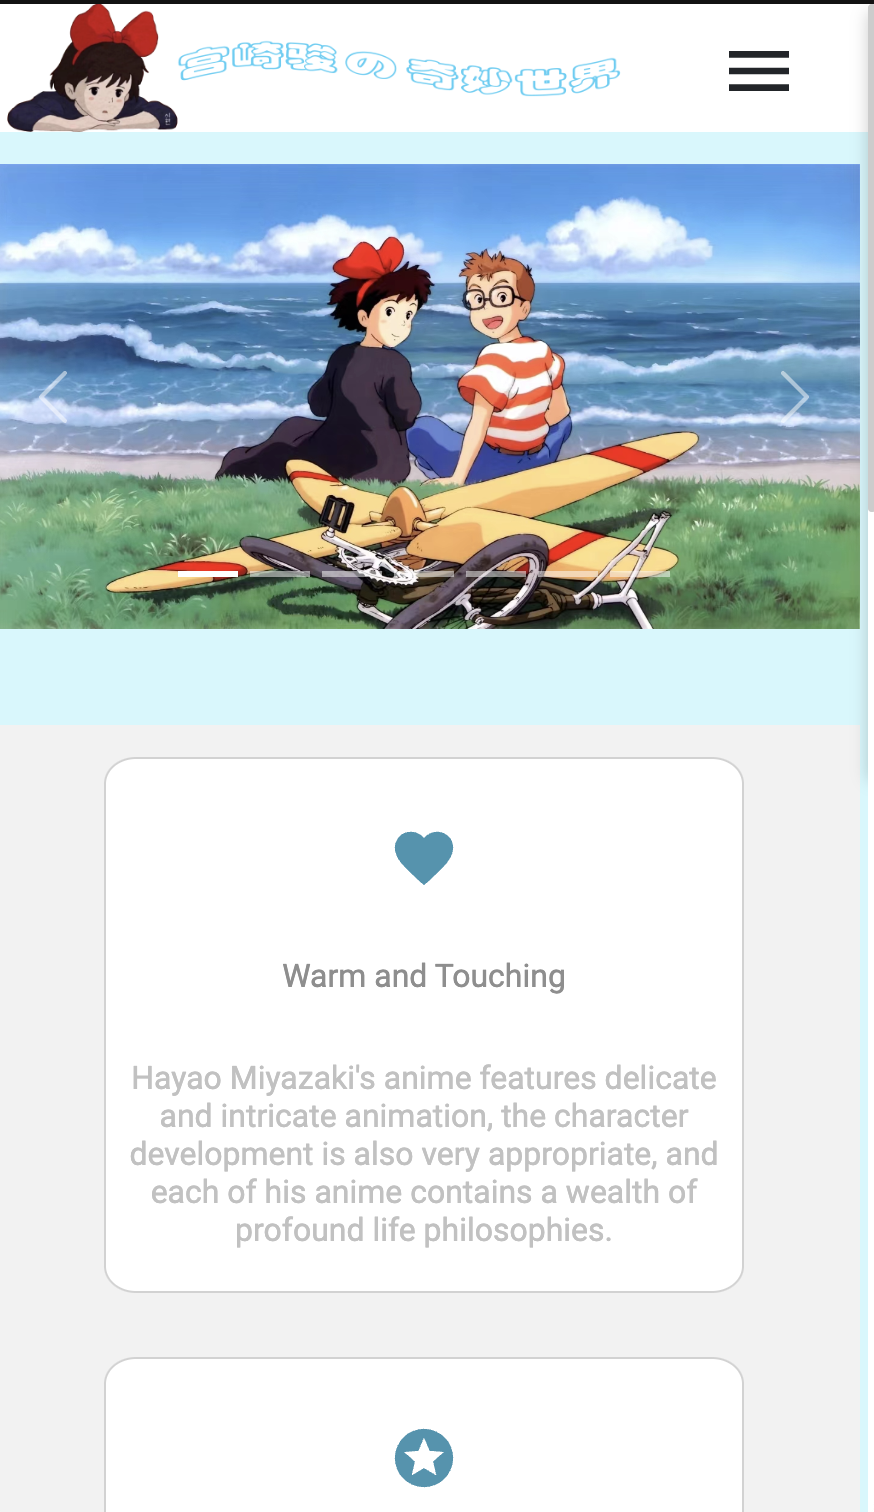 宮崎骏の奇妙世界
Warm and Touching
Hayao Miyazaki's anime features delicate
and intricate animation, the character
development is also very appropriate, and
each of his anime contains a wealth of
profound life philosophies.